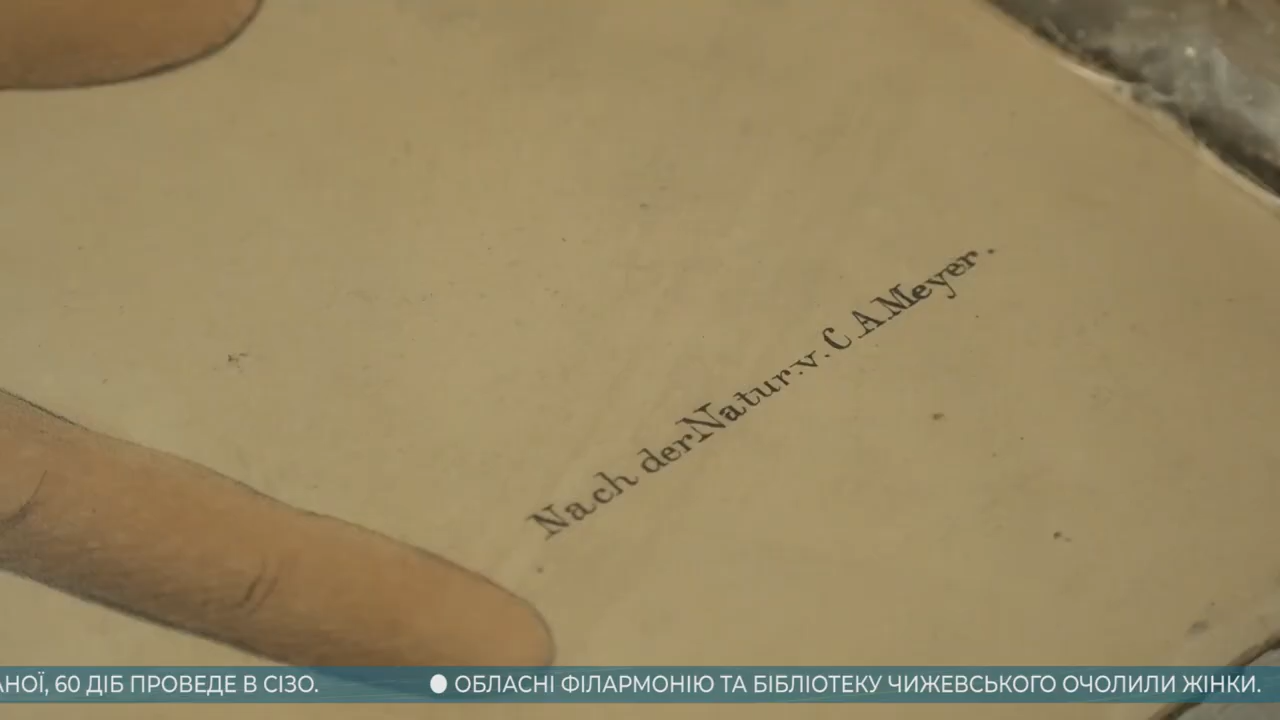 Nach der Natur. v. C. A. Meyer.
АНОЇ, 60 ДІБ ПРОВЕДЕ В СІЗО. ● ОБЛАСНІ ФІЛАРМОНІЮ ТА БІБЛІОТЕКУ ЧИЖЕВСЬКОГО ОЧОЛИЛИ ЖІНКИ.